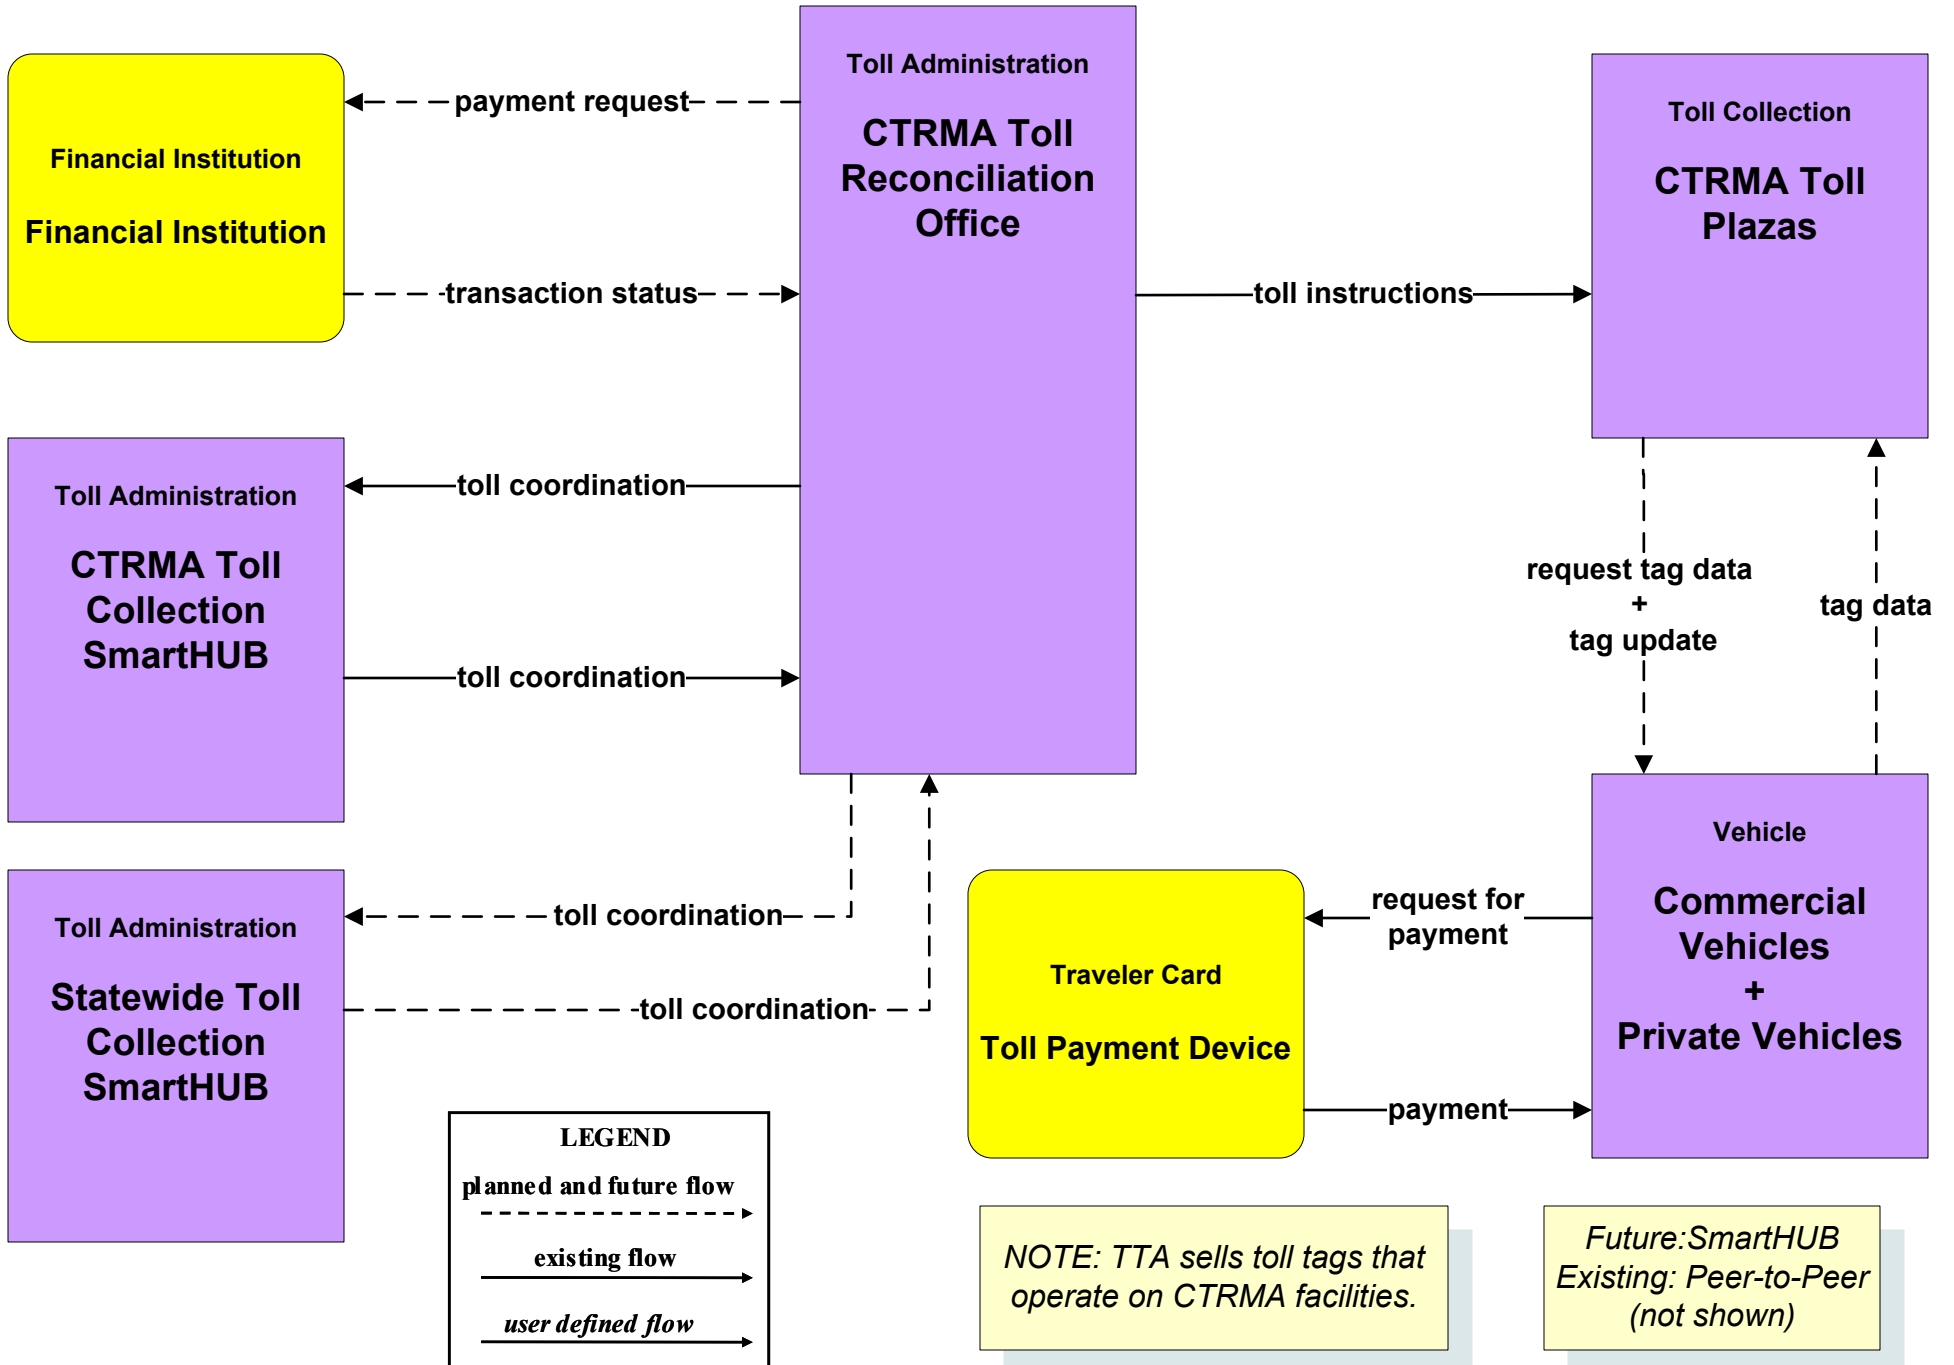 Financial Institution
Financial Institution
payment request
transaction status
Toll Administration
CTRMA Toll
Reconciliation
Office
toll instructions
Toll Collection
CTRMA Toll
Plazas
Toll Administration
CTRMA Toll
Collection
SmartHUB
toll coordination
toll coordination
request tag data
+
tag update
tag data
Toll Administration
Statewide Toll
Collection
SmartHUB
toll coordination
toll coordination
Traveler Card
Toll Payment Device
request for
payment
payment
Vehicle
Commercial
Vehicles
+
Private Vehicles
LEGEND
planned and future flow
existing flow
user defined flow
NOTE: TTA sells toll tags that
operate on CTRMA facilities.
Future:SmartHUB
Existing: Peer-to-Peer
(not shown)